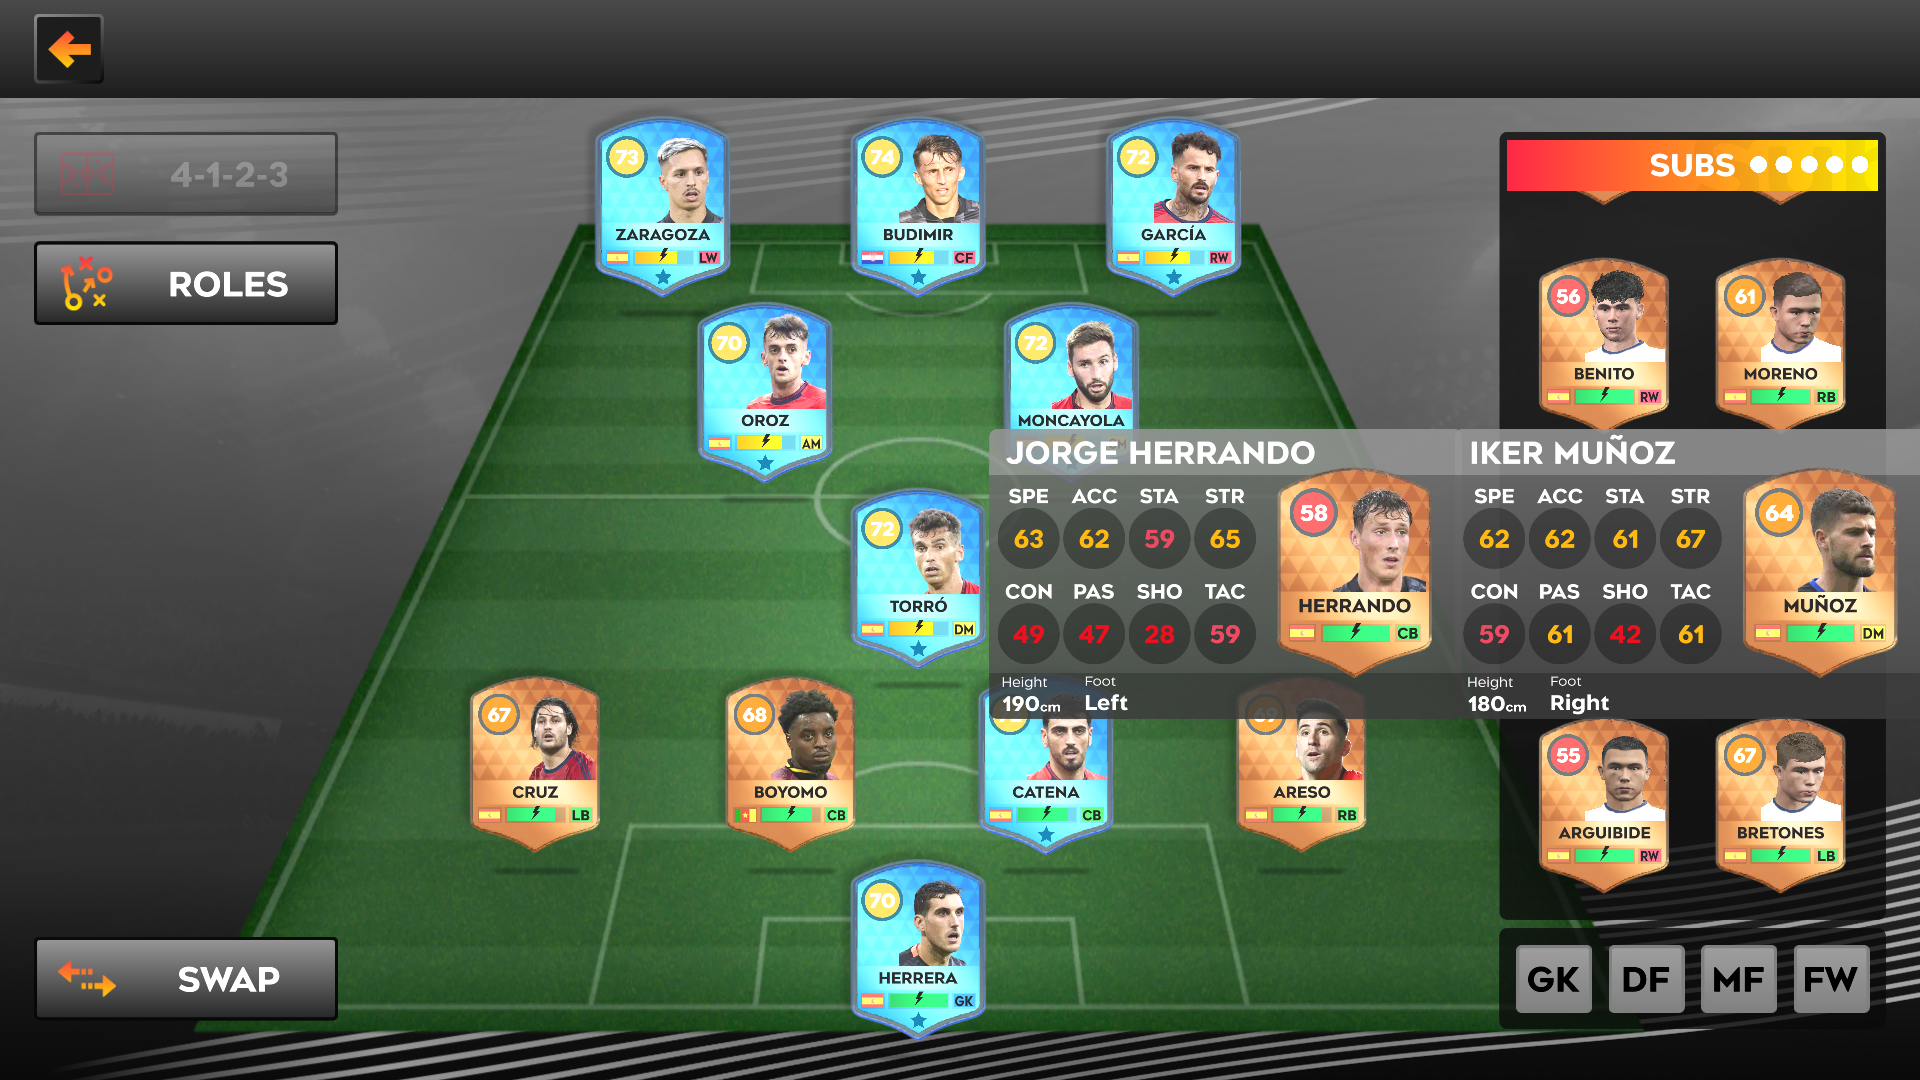 4-1-2-3
ROLES
SWAP
73
ZARAGOZA
LW
74
BUDIMIR
CF
72
GARCÍA
RW
70
OROZ
AM
72
MONCAYOLA
72
TORRÓ
DM
67
CRUZ
LB
68
BOYOMO
CB
CATENA
CB
69
ARESO
RB
70
HERRERA
GK
SUBS
56
BENITO
RW
61
MORENO
RB
JORGE HERRANDO
SPE ACC STA STR
63 62 59 65
CON PAS SHO TAC
49 47 28 59
Height Foot
190cm Left
58
HERRANDO
CB
IKER MUÑOZ
SPE ACC STA STR
62 62 61 67
CON PAS SHO TAC
59 61 42 61
Height Foot
180cm Right
64
MUÑOZ
DM
55
ARGUIBIDE
RW
67
BRETONES
LB
GK DF MF FW